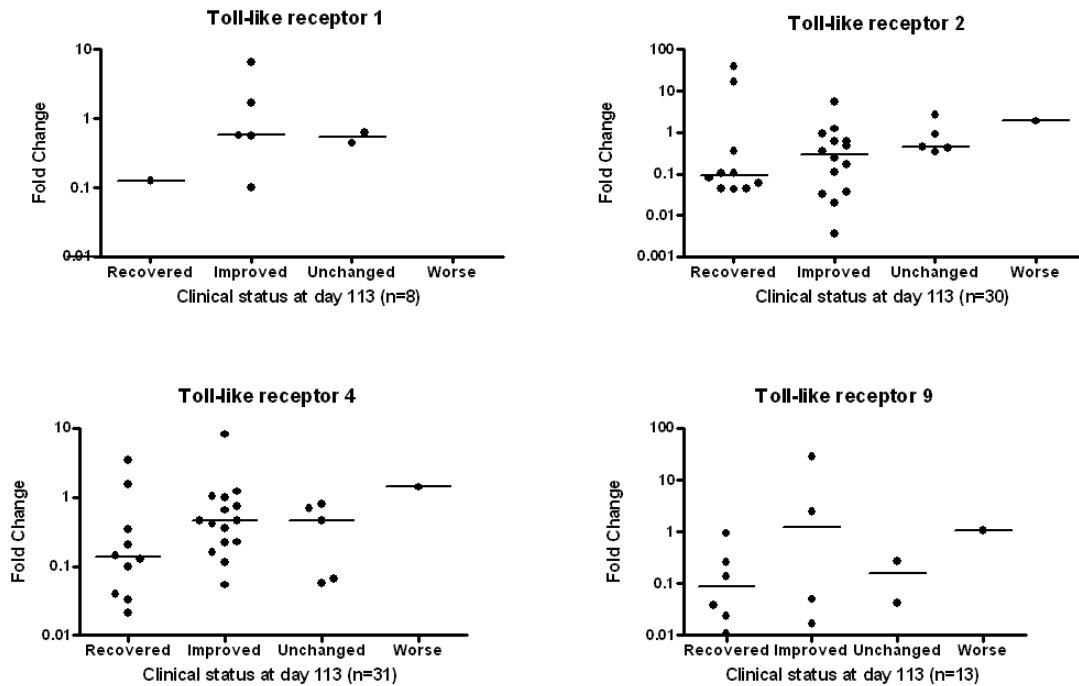 Toll-like receptor 1
Fold Change
10
1
0.1
0.01
Recovered Improved Unchanged Worse
Clinical status at day 113 (n=8)
Toll-like receptor 2
Fold Change
100
10
1
0.1
0.01
0.001
Recovered Improved Unchanged Worse
Clinical status at day 113 (n=30)
Toll-like receptor 4
Fold Change
10
1
0.1
0.01
Recovered Improved Unchanged Worse
Clinical status at day 113 (n=31)
Toll-like receptor 9
Fold Change
100
10
1
0.1
0.01
Recovered Improved Unchanged Worse
Clinical status at day 113 (n=13)